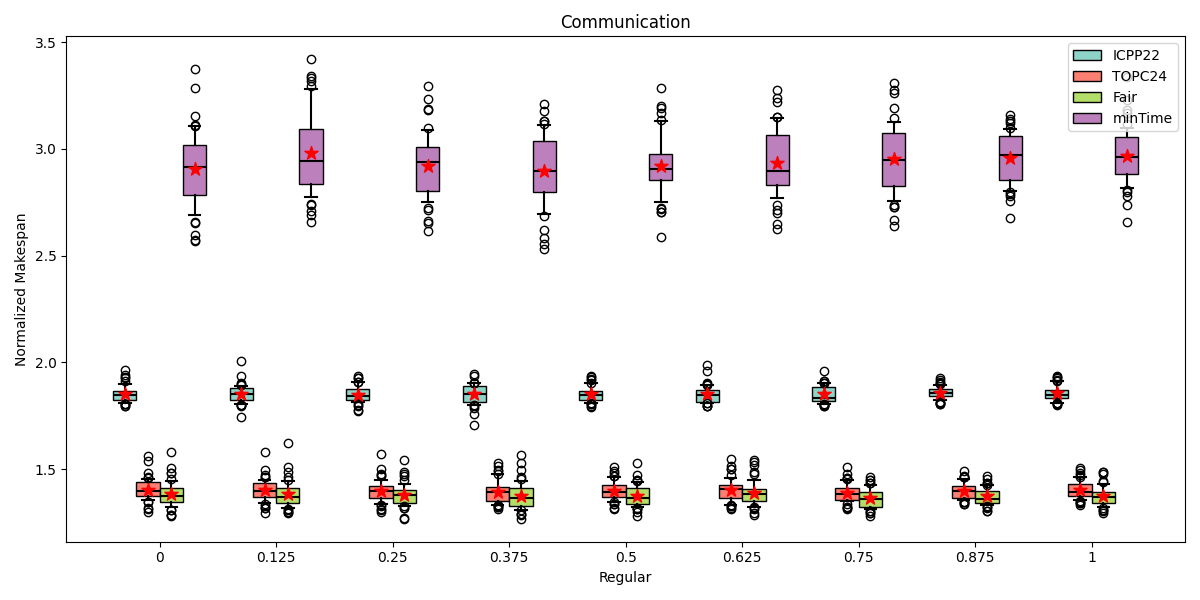 Communication
Normalized Makespan
3.5
3.0
2.5
2.0
1.5
ICPP22
TOPC24
Fair
minTime
0 0.125 0.25 0.375 0.5 0.625 0.75 0.875 1
Regular